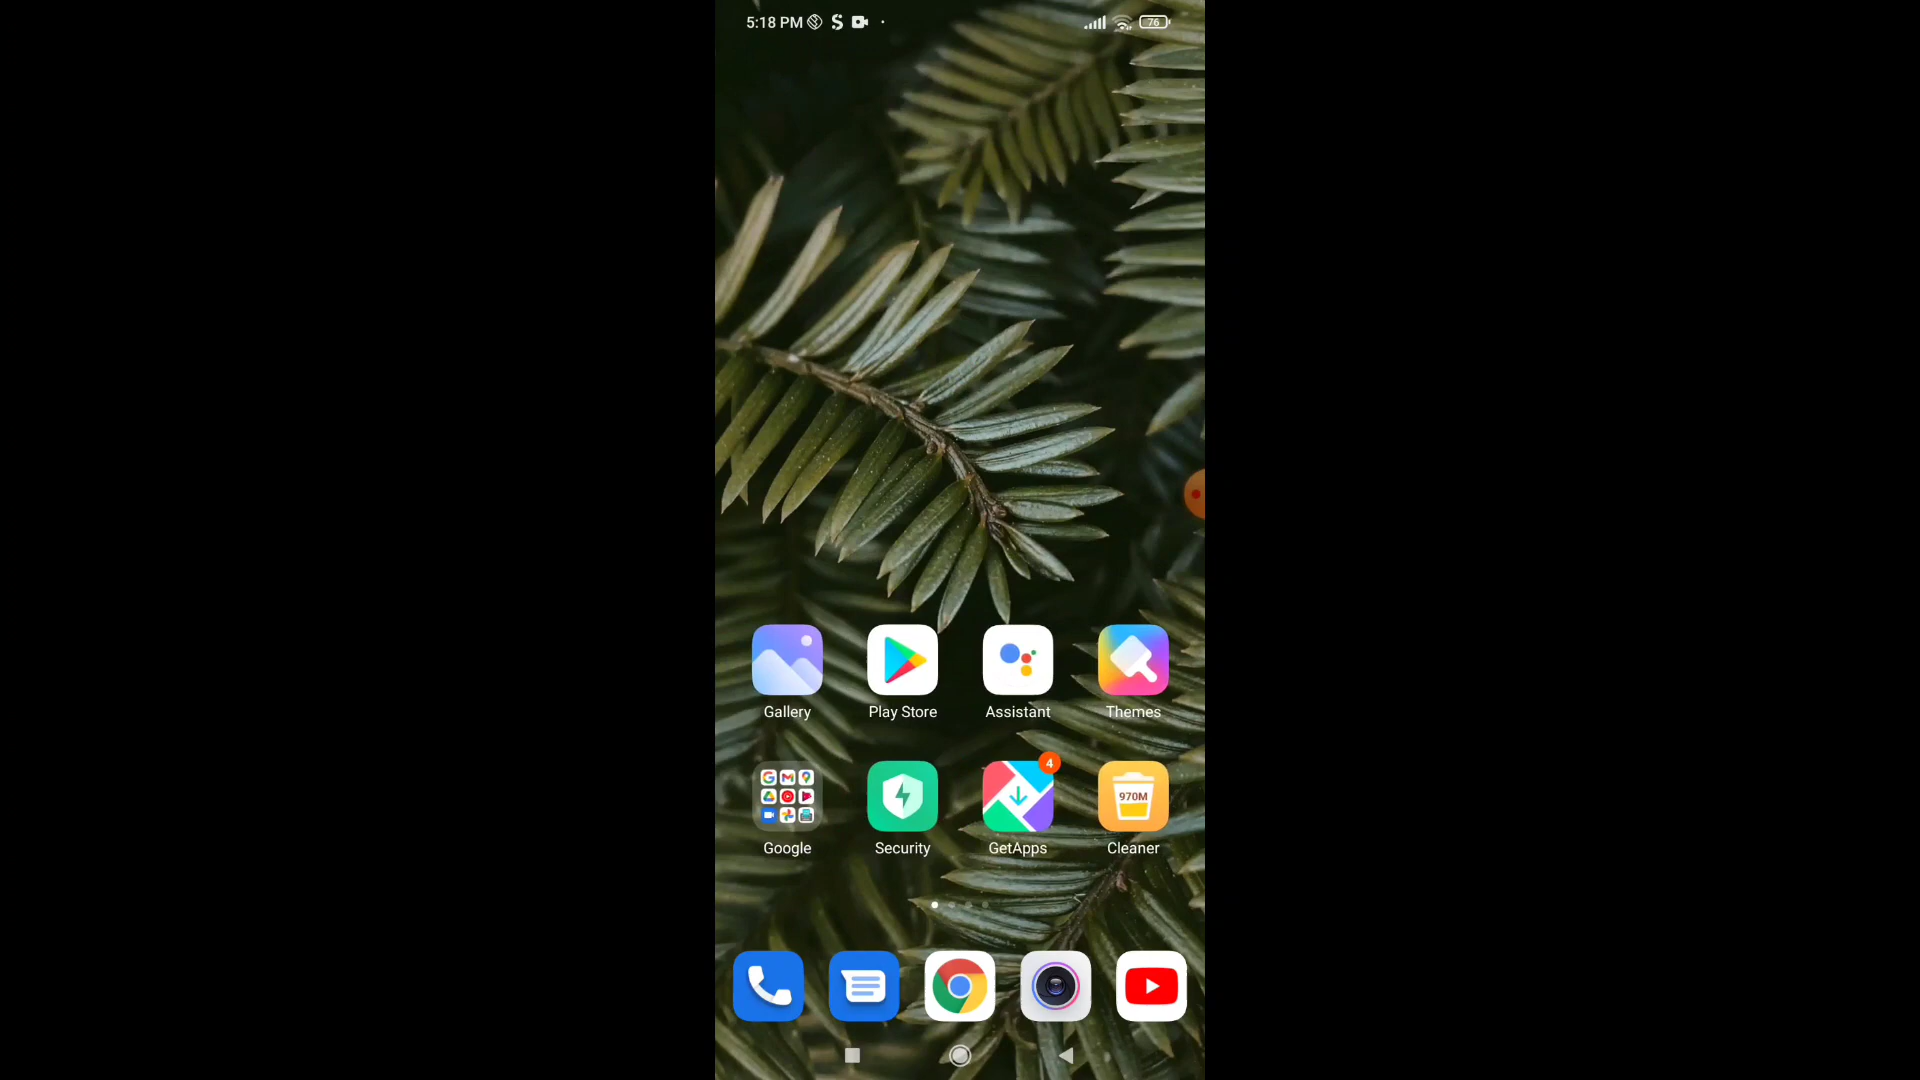 5:18 PM
76
Gallery
Play Store
Assistant
Themes
4
970M
Google
Security
GetApps
Cleaner